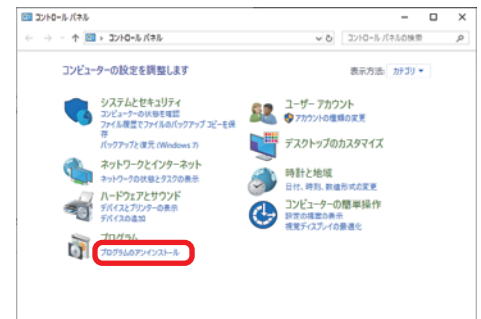 コントロール パネル
コントロール パネル
コントロール パネルの検索
コンピューターの設定を調整します
表示方法: カテゴリ
システムとセキュリティ
コンピューターの状態を確認
ファイル履歴でファイルのバックアップ コピーを保
存
バックアップと復元 (Windows 7)
ネットワークとインターネット
ネットワークの状態とタスクの表示
ハードウェアとサウンド
デバイスとプリンターの表示
デバイスの追加
プログラム
プログラムのアンインストール
ユーザー アカウント
アカウントの種類の変更
デスクトップのカスタマイズ
時計と地域
日付、時刻、数値形式の変更
コンピューターの簡単操作
設定の提案の表示
視覚ディスプレイの最適化